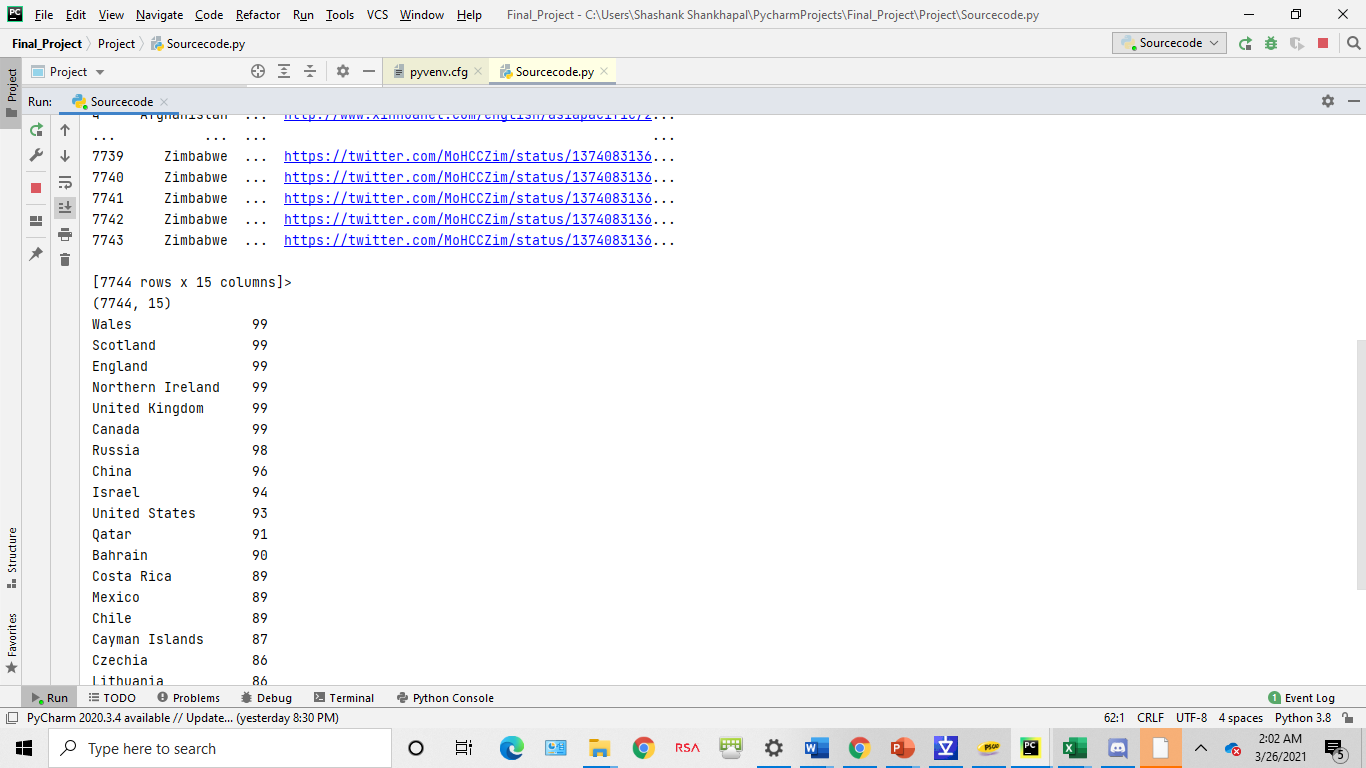 PC File Edit View Navigate Code Refactor Run Tools VCS Window Help Final_Project - C:\Users\Shashank Shankhapal\PycharmProjects\Final_Project\Project\Sourcecode.py
Final_Project Project Sourcecode.py Sourcecode
Project Project pyvenv.cfg Sourcecode.py
Run: Sourcecode
4 Afghanistan ... http://www.xinhuanet.com/english/asiapacific/2...
... ... ... ...
7739 Zimbabwe ... https://twitter.com/MoHCCZim/status/1374083136...
7740 Zimbabwe ... https://twitter.com/MoHCCZim/status/1374083136...
7741 Zimbabwe ... https://twitter.com/MoHCCZim/status/1374083136...
7742 Zimbabwe ... https://twitter.com/MoHCCZim/status/1374083136...
7743 Zimbabwe ... https://twitter.com/MoHCCZim/status/1374083136...
[7744 rows x 15 columns]>
(7744, 15)
Wales 99
Scotland 99
England 99
Northern Ireland 99
United Kingdom 99
Canada 99
Russia 98
China 96
Israel 94
United States 93
Qatar 91
Bahrain 90
Costa Rica 89
Mexico 89
Chile 89
Cayman Islands 87
Czechia 86
Lithuania 86
Structure
Favorites
Run TODO Problems Debug Terminal Python Console 1 Event Log
PyCharm 2020.3.4 available // Update... (yesterday 8:30 PM) 62:1 CRLF UTF-8 4 spaces Python 3.8
Type here to search RSA PSGO PC 2:02 AM
3/26/2021 5